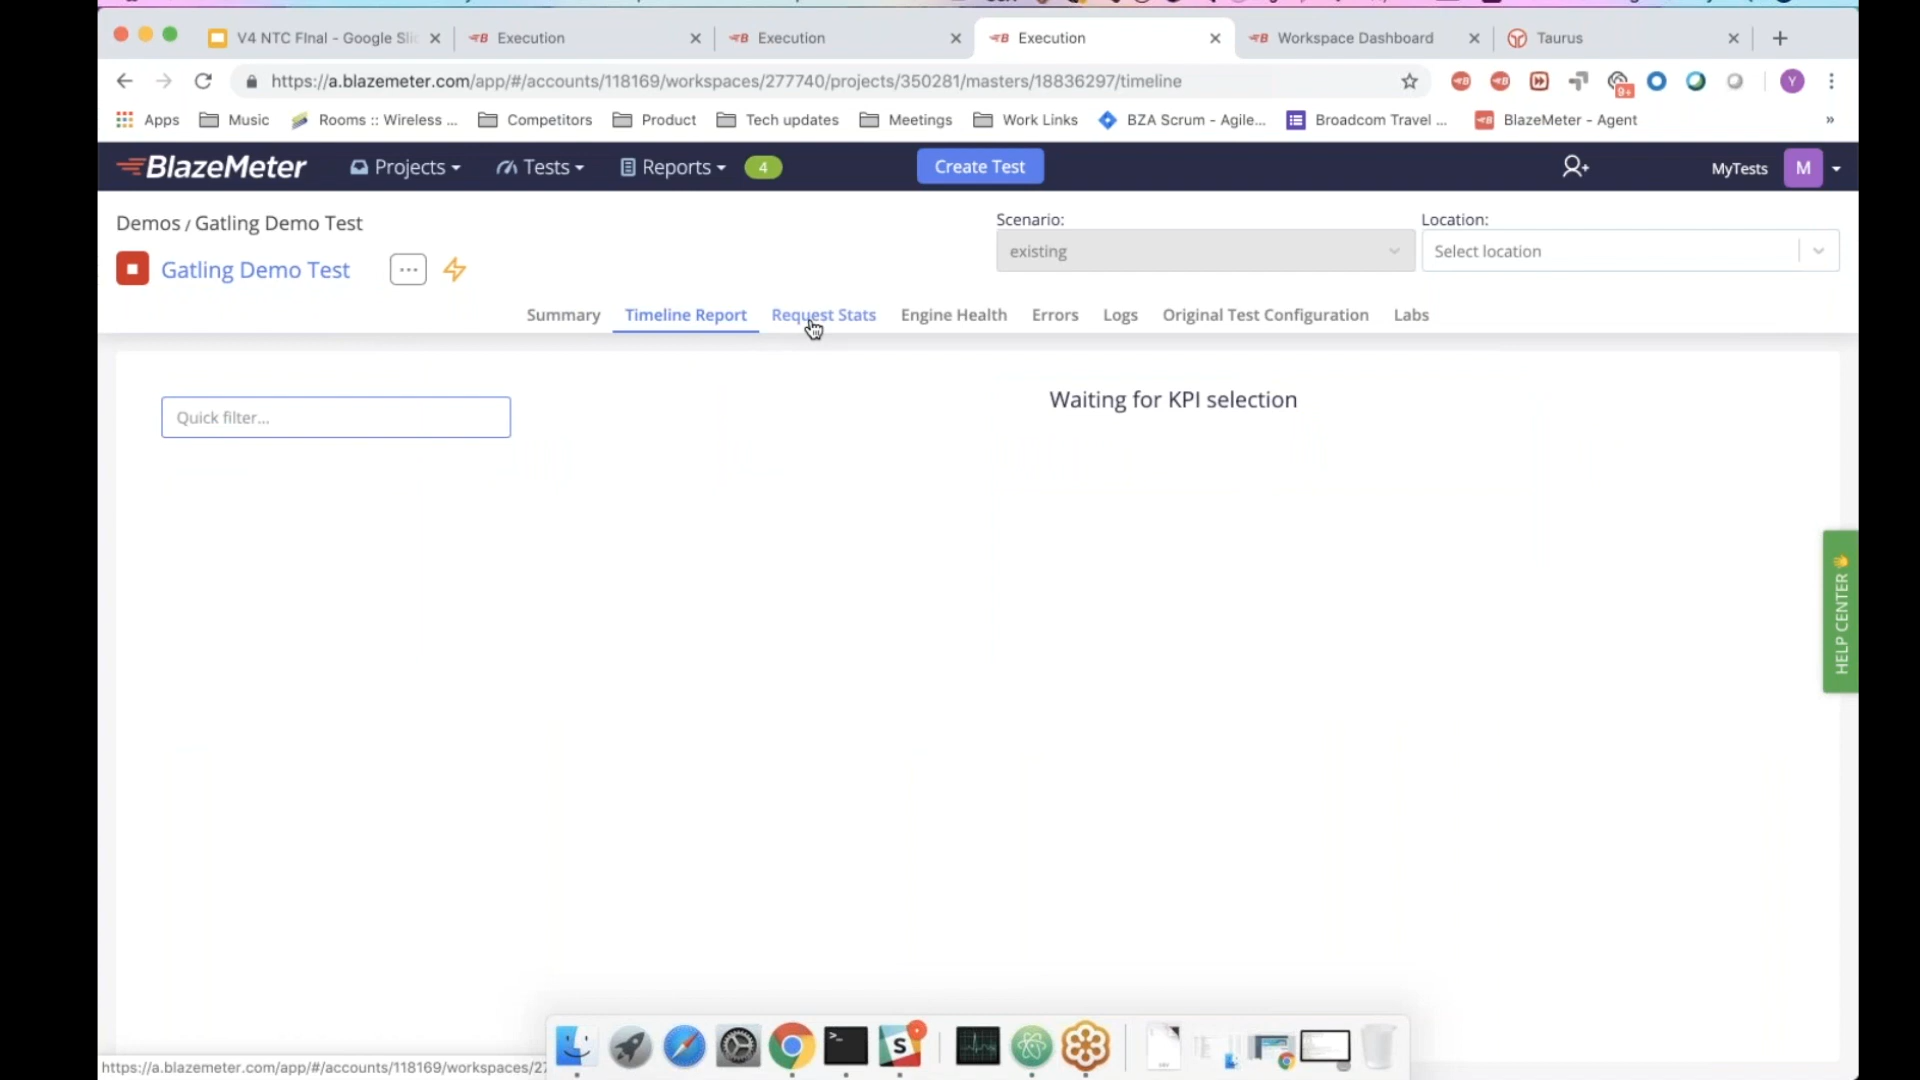 V4 NTC FInal - Google Sli
Execution
Execution
Execution
Workspace Dashboard
Taurus
https://a.blazemeter.com/app/#/accounts/118169/workspaces/277740/projects/350281/masters/18836297/timeline
9+
Y
Apps
Music
Rooms :: Wireless ...
Competitors
Product
Tech updates
Meetings
Work Links
BZA Scrum - Agile...
Broadcom Travel ...
BlazeMeter - Agent
»
BlazeMeter
Projects
Tests
Reports
4
Create Test
MyTests
M
Demos / Gatling Demo Test
Scenario:
Location:
existing
Select location
Gatling Demo Test
...
Summary
Timeline Report
Request Stats
Engine Health
Errors
Logs
Original Test Configuration
Labs
Quick filter...
Waiting for KPI selection
HELP CENTER
S
https://a.blazemeter.com/app/#/accounts/118169/workspaces/27